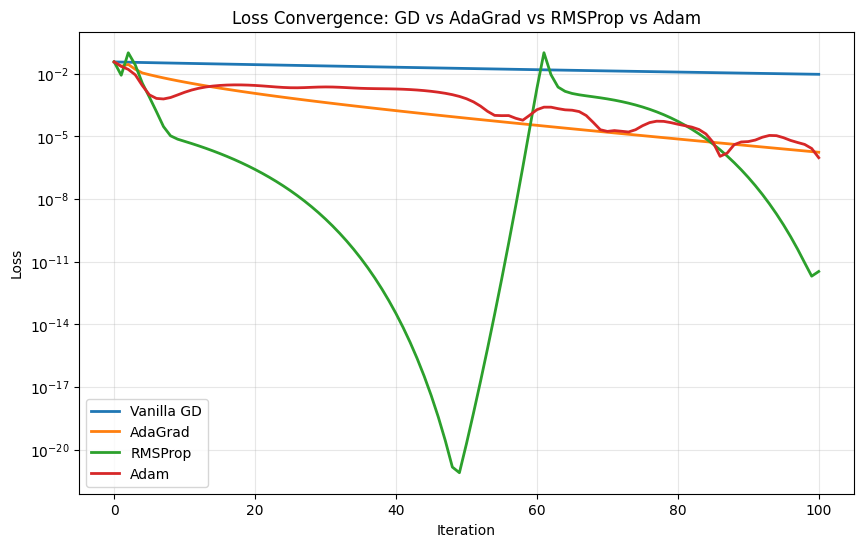 Loss Convergence: GD vs AdaGrad vs RMSProp vs Adam
Loss
10⁻²
10⁻⁵
10⁻⁸
10⁻¹¹
10⁻¹⁴
10⁻¹⁷
10⁻²⁰
Vanilla GD
AdaGrad
RMSProp
Adam
0 20 40 60 80 100
Iteration